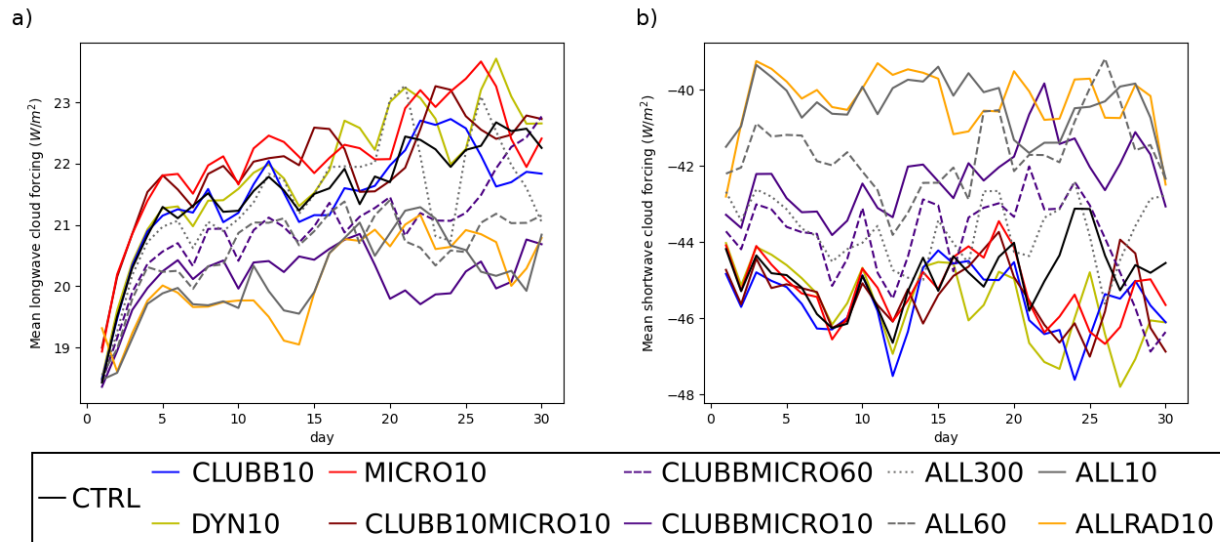 a)
b)
Mean longwave cloud forcing (W/m²)
23
22
21
20
19
0 5 10 15 20 25 30
day
Mean shortwave cloud forcing (W/m²)
−40
−42
−44
−46
−48
0 5 10 15 20 25 30
day
CTRL
CLUBB10 MICRO10 CLUBBMICRO60 ALL300 ALL10
DYN10 CLUBB10MICRO10 CLUBBMICRO10 ALL60 ALLRAD10